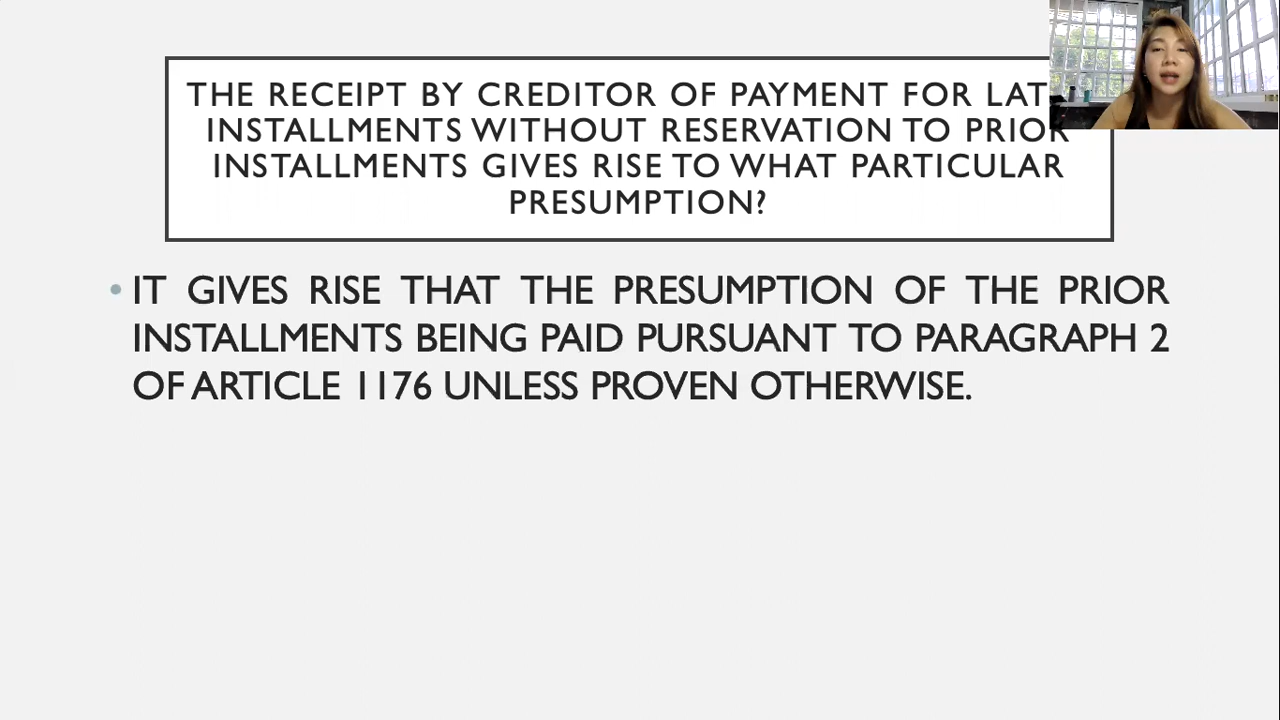 THE RECEIPT BY CREDITOR OF PAYMENT FOR LAT
INSTALLMENTS WITHOUT RESERVATION TO PRIOR
INSTALLMENTS GIVES RISE TO WHAT PARTICULAR
PRESUMPTION?
• IT GIVES RISE THAT THE PRESUMPTION OF THE PRIOR
INSTALLMENTS BEING PAID PURSUANT TO PARAGRAPH 2
OF ARTICLE 1176 UNLESS PROVEN OTHERWISE.